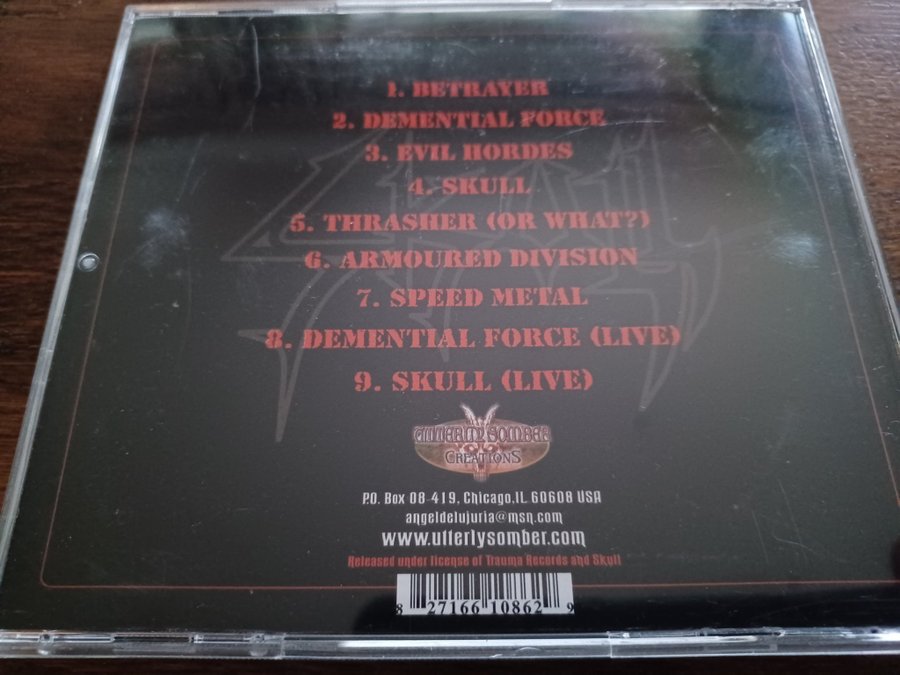 1. BETRAYER
2. DEMENTIAL FORCE
3. EVIL HORDES
4. SKULL
5. THRASHER (OR WHAT?)
6. ARMOURED DIVISION
7. SPEED METAL
8. DEMENTIAL FORCE (LIVE)
9. SKULL (LIVE)
UTTERLY SOMBER
CREATIONS
P.O. Box 08-419, Chicago,IL 60608 USA
angeldelujuria@msn.com
www.utterlysomber.com
Released under license of Trauma Records and Skull
8 27166 10862 9